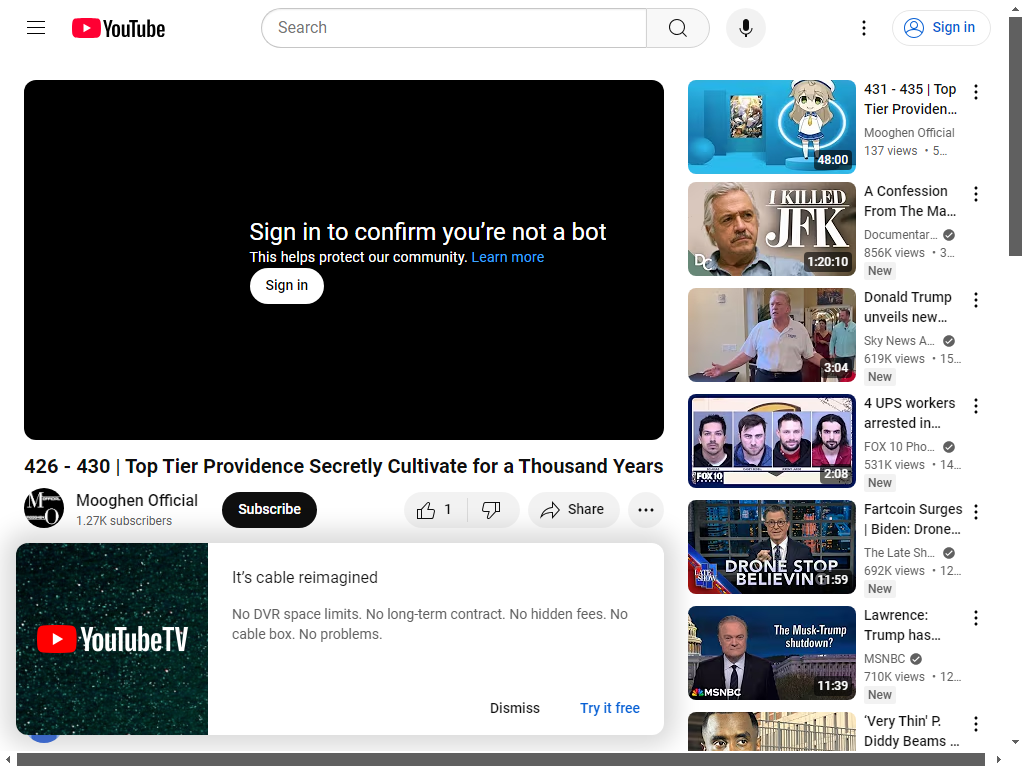 YouTube
Search
Sign in
Sign in to confirm you’re not a bot
This helps protect our community. Learn more
Sign in
426 - 430 | Top Tier Providence Secretly Cultivate for a Thousand Years
Mooghen Official
1.27K subscribers
Subscribe
1
Share
YouTubeTV
It’s cable reimagined
No DVR space limits. No long-term contract. No hidden fees. No
cable box. No problems.
Dismiss
Try it free
48:00
431 - 435 | Top
Tier Providen…
Mooghen Official
137 views • 5…
I KILLED
JFK
DC
1:20:10
A Confession
From The Ma…
Documentar…
856K views • 3…
New
3:04
Donald Trump
unveils new…
Sky News A…
619K views • 15…
New
FOX 10
2:08
4 UPS workers
arrested in…
FOX 10 Pho…
531K views • 14…
New
LATE SHOW
DRONE STOP
BELIEVING
11:59
Fartcoin Surges
| Biden: Drone…
The Late Sh…
692K views • 12…
New
The Musk-Trump
shutdown?
MSNBC
11:39
Lawrence:
Trump has…
MSNBC
710K views • 12…
New
‘Very Thin' P.
Diddy Beams …